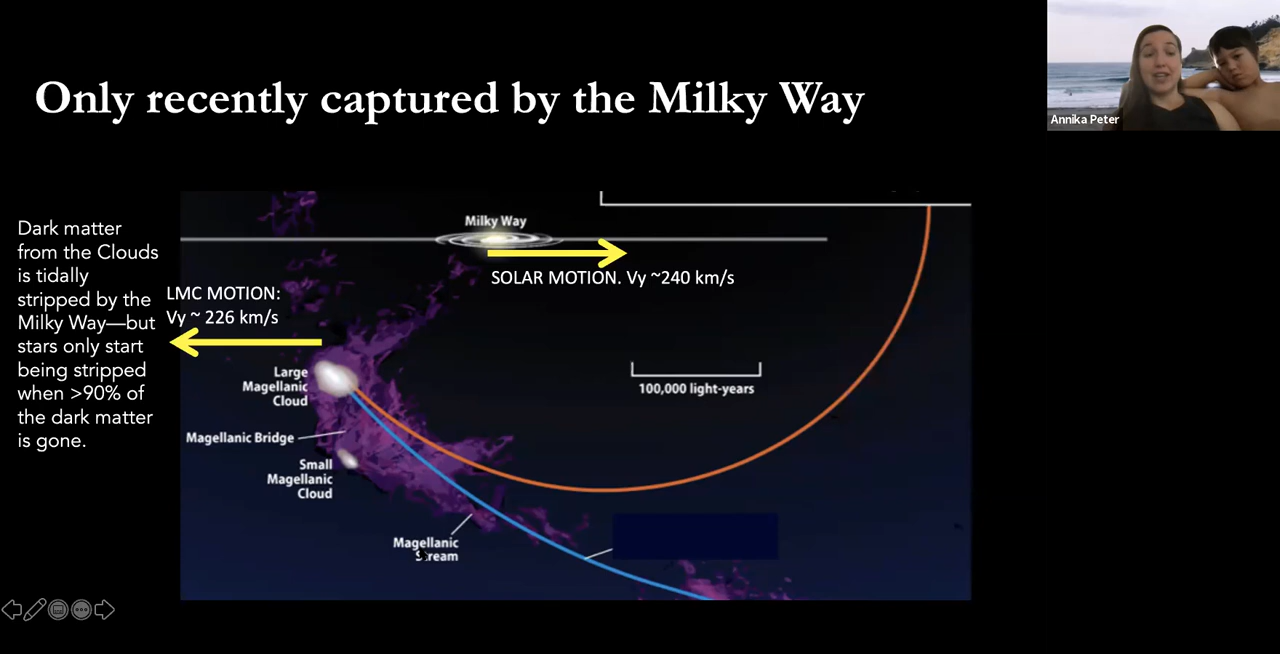 Only recently captured by the Milky Way
Annika Peter
Dark matter
from the Clouds
is tidally
stripped by the
Milky Way—but
stars only start
being stripped
when >90% of
the dark matter
is gone.
LMC MOTION:
Vy ~ 226 km/s
Milky Way
SOLAR MOTION. Vy ~240 km/s
100,000 light-years
Large
Magellanic
Cloud
Magellanic Bridge
Small
Magellanic
Cloud
Magellanic
Stream